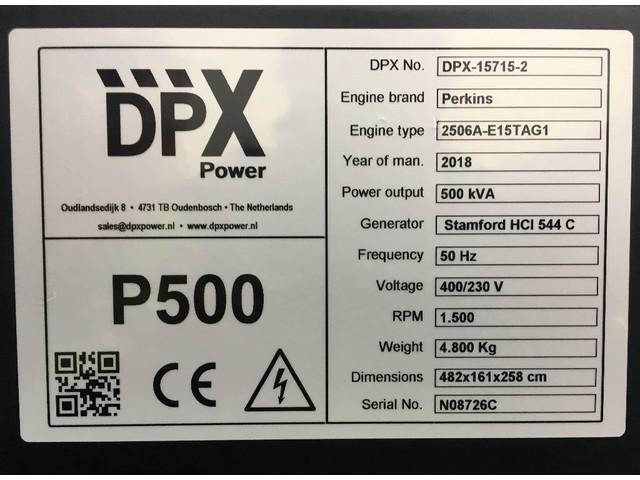 DPX
Power
Oudlandsedijk 8 • 4731 TB Oudenbosch • The Netherlands
sales@dpxpower.nl • www.dpxpower.nl
P500
CE
DPX No. DPX-15715-2
Engine brand Perkins
Engine type 2506A-E15TAG1
Year of man. 2018
Power output 500 kVA
Generator Stamford HCI 544 C
Frequency 50 Hz
Voltage 400/230 V
RPM 1.500
Weight 4.800 Kg
Dimensions 482x161x258 cm
Serial No. N08726C